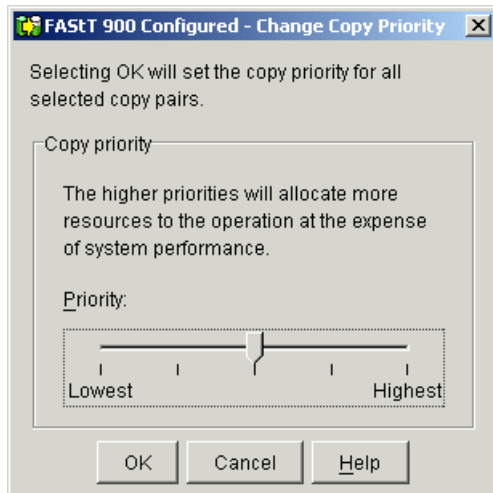 FAStT 900 Configured - Change Copy Priority
Selecting OK will set the copy priority for all
selected copy pairs.
Copy priority
The higher priorities will allocate more
resources to the operation at the expense
of system performance.
Priority:
Lowest Highest
OK Cancel Help